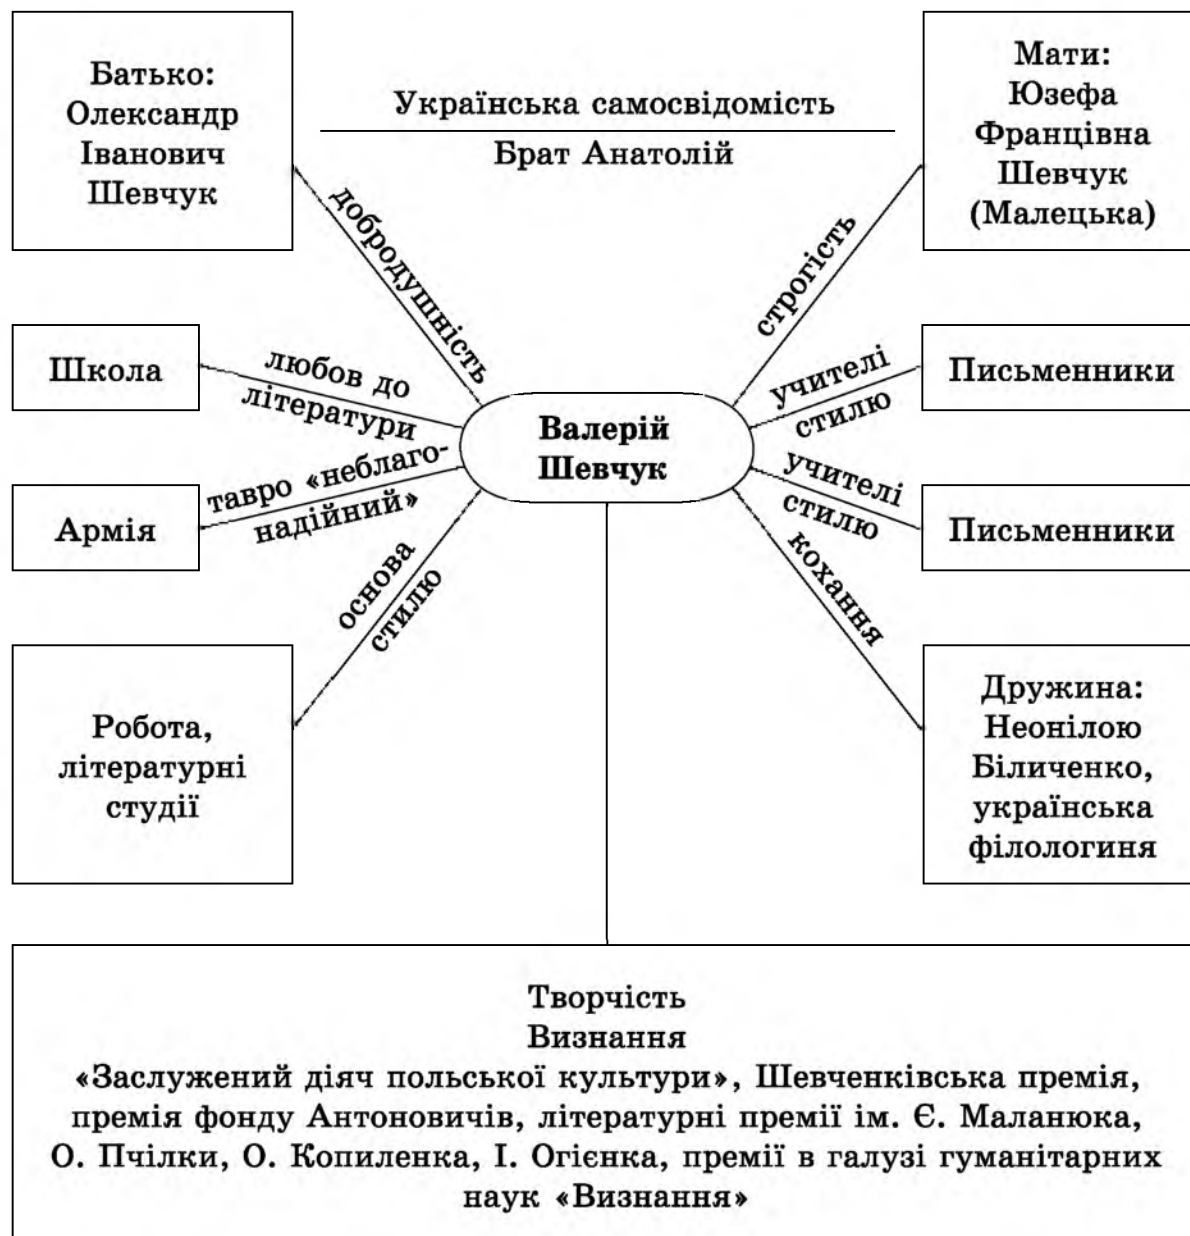 Батько:
Олександр
Іванович
Шевчук
Українська самосвідомість
Брат Анатолій
Мати:
Юзефа
Францівна
Шевчук
(Малецька)
добродушність
строгість
Школа
любов до
літератури
Валерій
Шевчук
учителі
стилю
Письменники
Армія
тавро «неблаго-
надійний»
учителі
стилю
Письменники
основа
стилю
кохання
Робота,
літературні
студії
Дружина:
Неонілою
Біличенко,
українська
філологиня
Творчість
Визнання
«Заслужений діяч польської культури», Шевченківська премія,
премія фонду Антоновичів, літературні премії ім. Є. Маланюка,
О. Пчілки, О. Копиленка, І. Огієнка, премії в галузі гуманітарних
наук «Визнання»